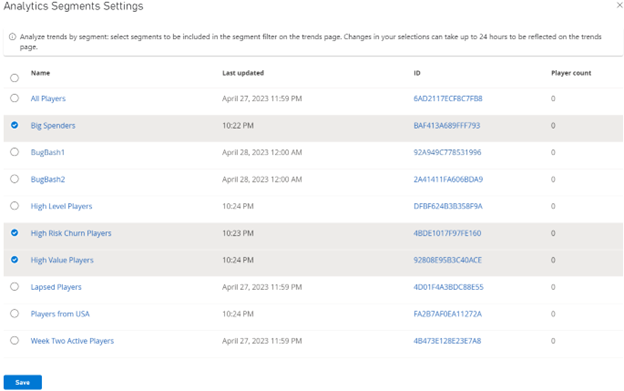 Analytics Segments Settings
Analyze trends by segment: select segments to be included in the segment filter on the trends page. Changes in your selections can take up to 24 hours to be reflected on the trends
page.
Name Last updated ID Player count
All Players April 27, 2023 11:59 PM 6AD2117ECF8C7FB8 0
Big Spenders 10:22 PM BAF413A689FFF793 0
BugBash1 April 28, 2023 12:00 AM 92A949C778531996 0
BugBash2 April 28, 2023 12:00 AM 2A41411FA606BDA9 0
High Level Players 10:24 PM DFBF624B3B358F9A 0
High Risk Churn Players 10:23 PM 4BDE1017F97FE160 0
High Value Players 10:24 PM 92808E95B3C40ACE 0
Lapsed Players April 27, 2023 11:59 PM 4D01F4A3BDC88E55 0
Players from USA 10:24 PM FA2B7AF0EA11272A 0
Week Two Active Players April 27, 2023 11:59 PM 4B473E128E23E7A8 0
Save